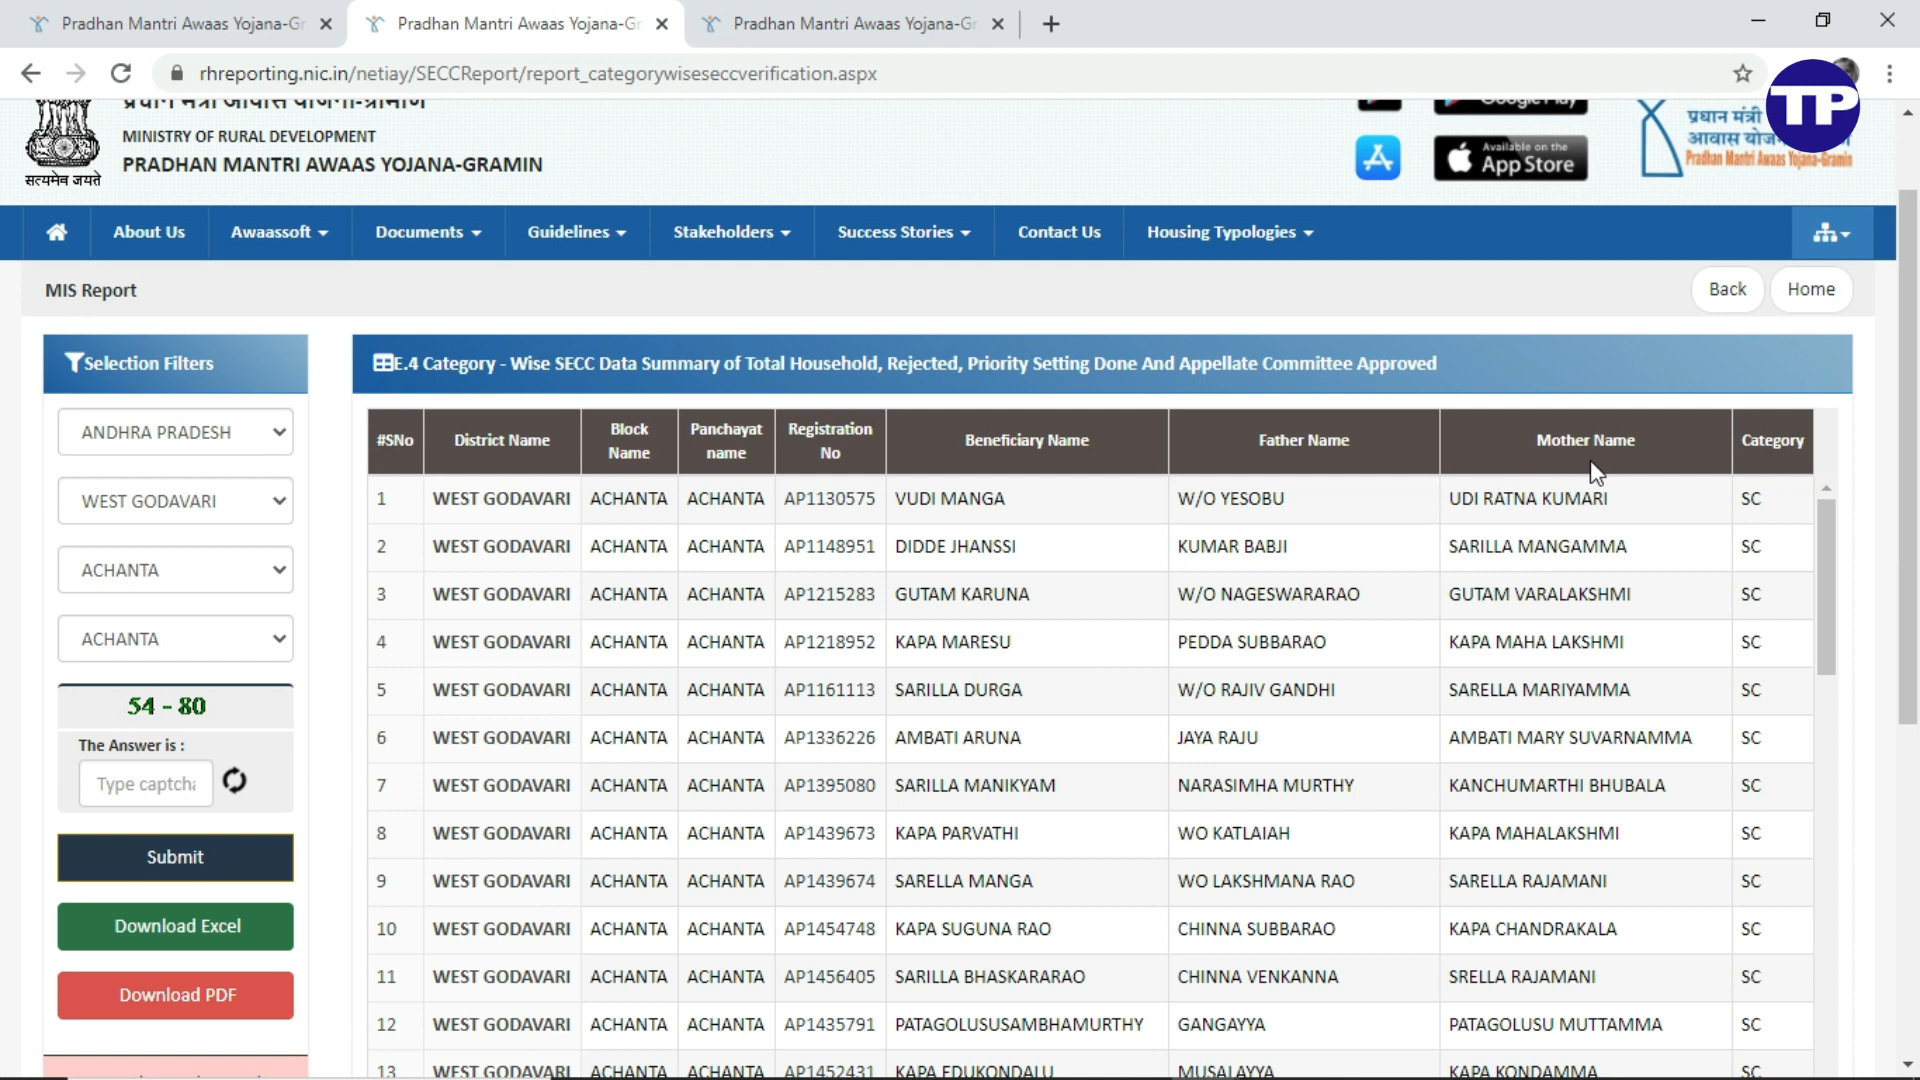 Pradhan Mantri Awaas Yojana-Gr
Pradhan Mantri Awaas Yojana-G
Pradhan Mantri Awaas Yojana-Gr
rhreporting.nic.in/netiay/SECCReport/report_categorywiseseccverification.aspx
TP
प्रधान मंत्री आवास योजना-ग्रामीण
MINISTRY OF RURAL DEVELOPMENT
PRADHAN MANTRI AWAAS YOJANA-GRAMIN
सत्यमेव जयते
Google Play
Available on the
App Store
प्रधान मंत्री
आवास
Pradhan Mantri Awaas Yojana-Gramin
About Us
Awaassoft
Documents
Guidelines
Stakeholders
Success Stories
Contact Us
Housing Typologies
MIS Report
Back
Home
Selection Filters
ANDHRA PRADESH
WEST GODAVARI
ACHANTA
ACHANTA
54 - 80
The Answer is :
Type captcha
Submit
Download Excel
Download PDF
E.4 Category - Wise SECC Data Summary of Total Household, Rejected, Priority Setting Done And Appellate Committee Approved
#SNo District Name Block Name Panchayat name Registration No Beneficiary Name Father Name Mother Name Category
1 WEST GODAVARI ACHANTA ACHANTA AP1130575 VUDI MANGA W/O YESOBU UDI RATNA KUMARI SC
2 WEST GODAVARI ACHANTA ACHANTA AP1148951 DIDDE JHANSSI KUMAR BABJI SARILLA MANGAMMA SC
3 WEST GODAVARI ACHANTA ACHANTA AP1215283 GUTAM KARUNA W/O NAGESWARARAO GUTAM VARALAKSHMI SC
4 WEST GODAVARI ACHANTA ACHANTA AP1218952 KAPA MARESU PEDDA SUBBARAO KAPA MAHA LAKSHMI SC
5 WEST GODAVARI ACHANTA ACHANTA AP1161113 SARILLA DURGA W/O RAJIV GANDHI SARELLA MARIYAMMA SC
6 WEST GODAVARI ACHANTA ACHANTA AP1336226 AMBATI ARUNA JAYA RAJU AMBATI MARY SUVARNAMMA SC
7 WEST GODAVARI ACHANTA ACHANTA AP1395080 SARILLA MANIKYAM NARASIMHA MURTHY KANCHUMARTHI BHUBALA SC
8 WEST GODAVARI ACHANTA ACHANTA AP1439673 KAPA PARVATHI WO KATLAIAH KAPA MAHALAKSHMI SC
9 WEST GODAVARI ACHANTA ACHANTA AP1439674 SARELLA MANGA WO LAKSHMANA RAO SARELLA RAJAMANI SC
10 WEST GODAVARI ACHANTA ACHANTA AP1454748 KAPA SUGUNA RAO CHINNA SUBBARAO KAPA CHANDRAKALA SC
11 WEST GODAVARI ACHANTA ACHANTA AP1456405 SARILLA BHASKARARAO CHINNA VENKANNA SRELLA RAJAMANI SC
12 WEST GODAVARI ACHANTA ACHANTA AP1435791 PATAGOLUSUSAMBHAMURTHY GANGAYYA PATAGOLUSU MUTTAMMA SC
13 WEST GODAVARI ACHANTA ACHANTA AP1452431 KAPA EDUKONDALU MUSALAYYA KAPA KONDAMMA SC